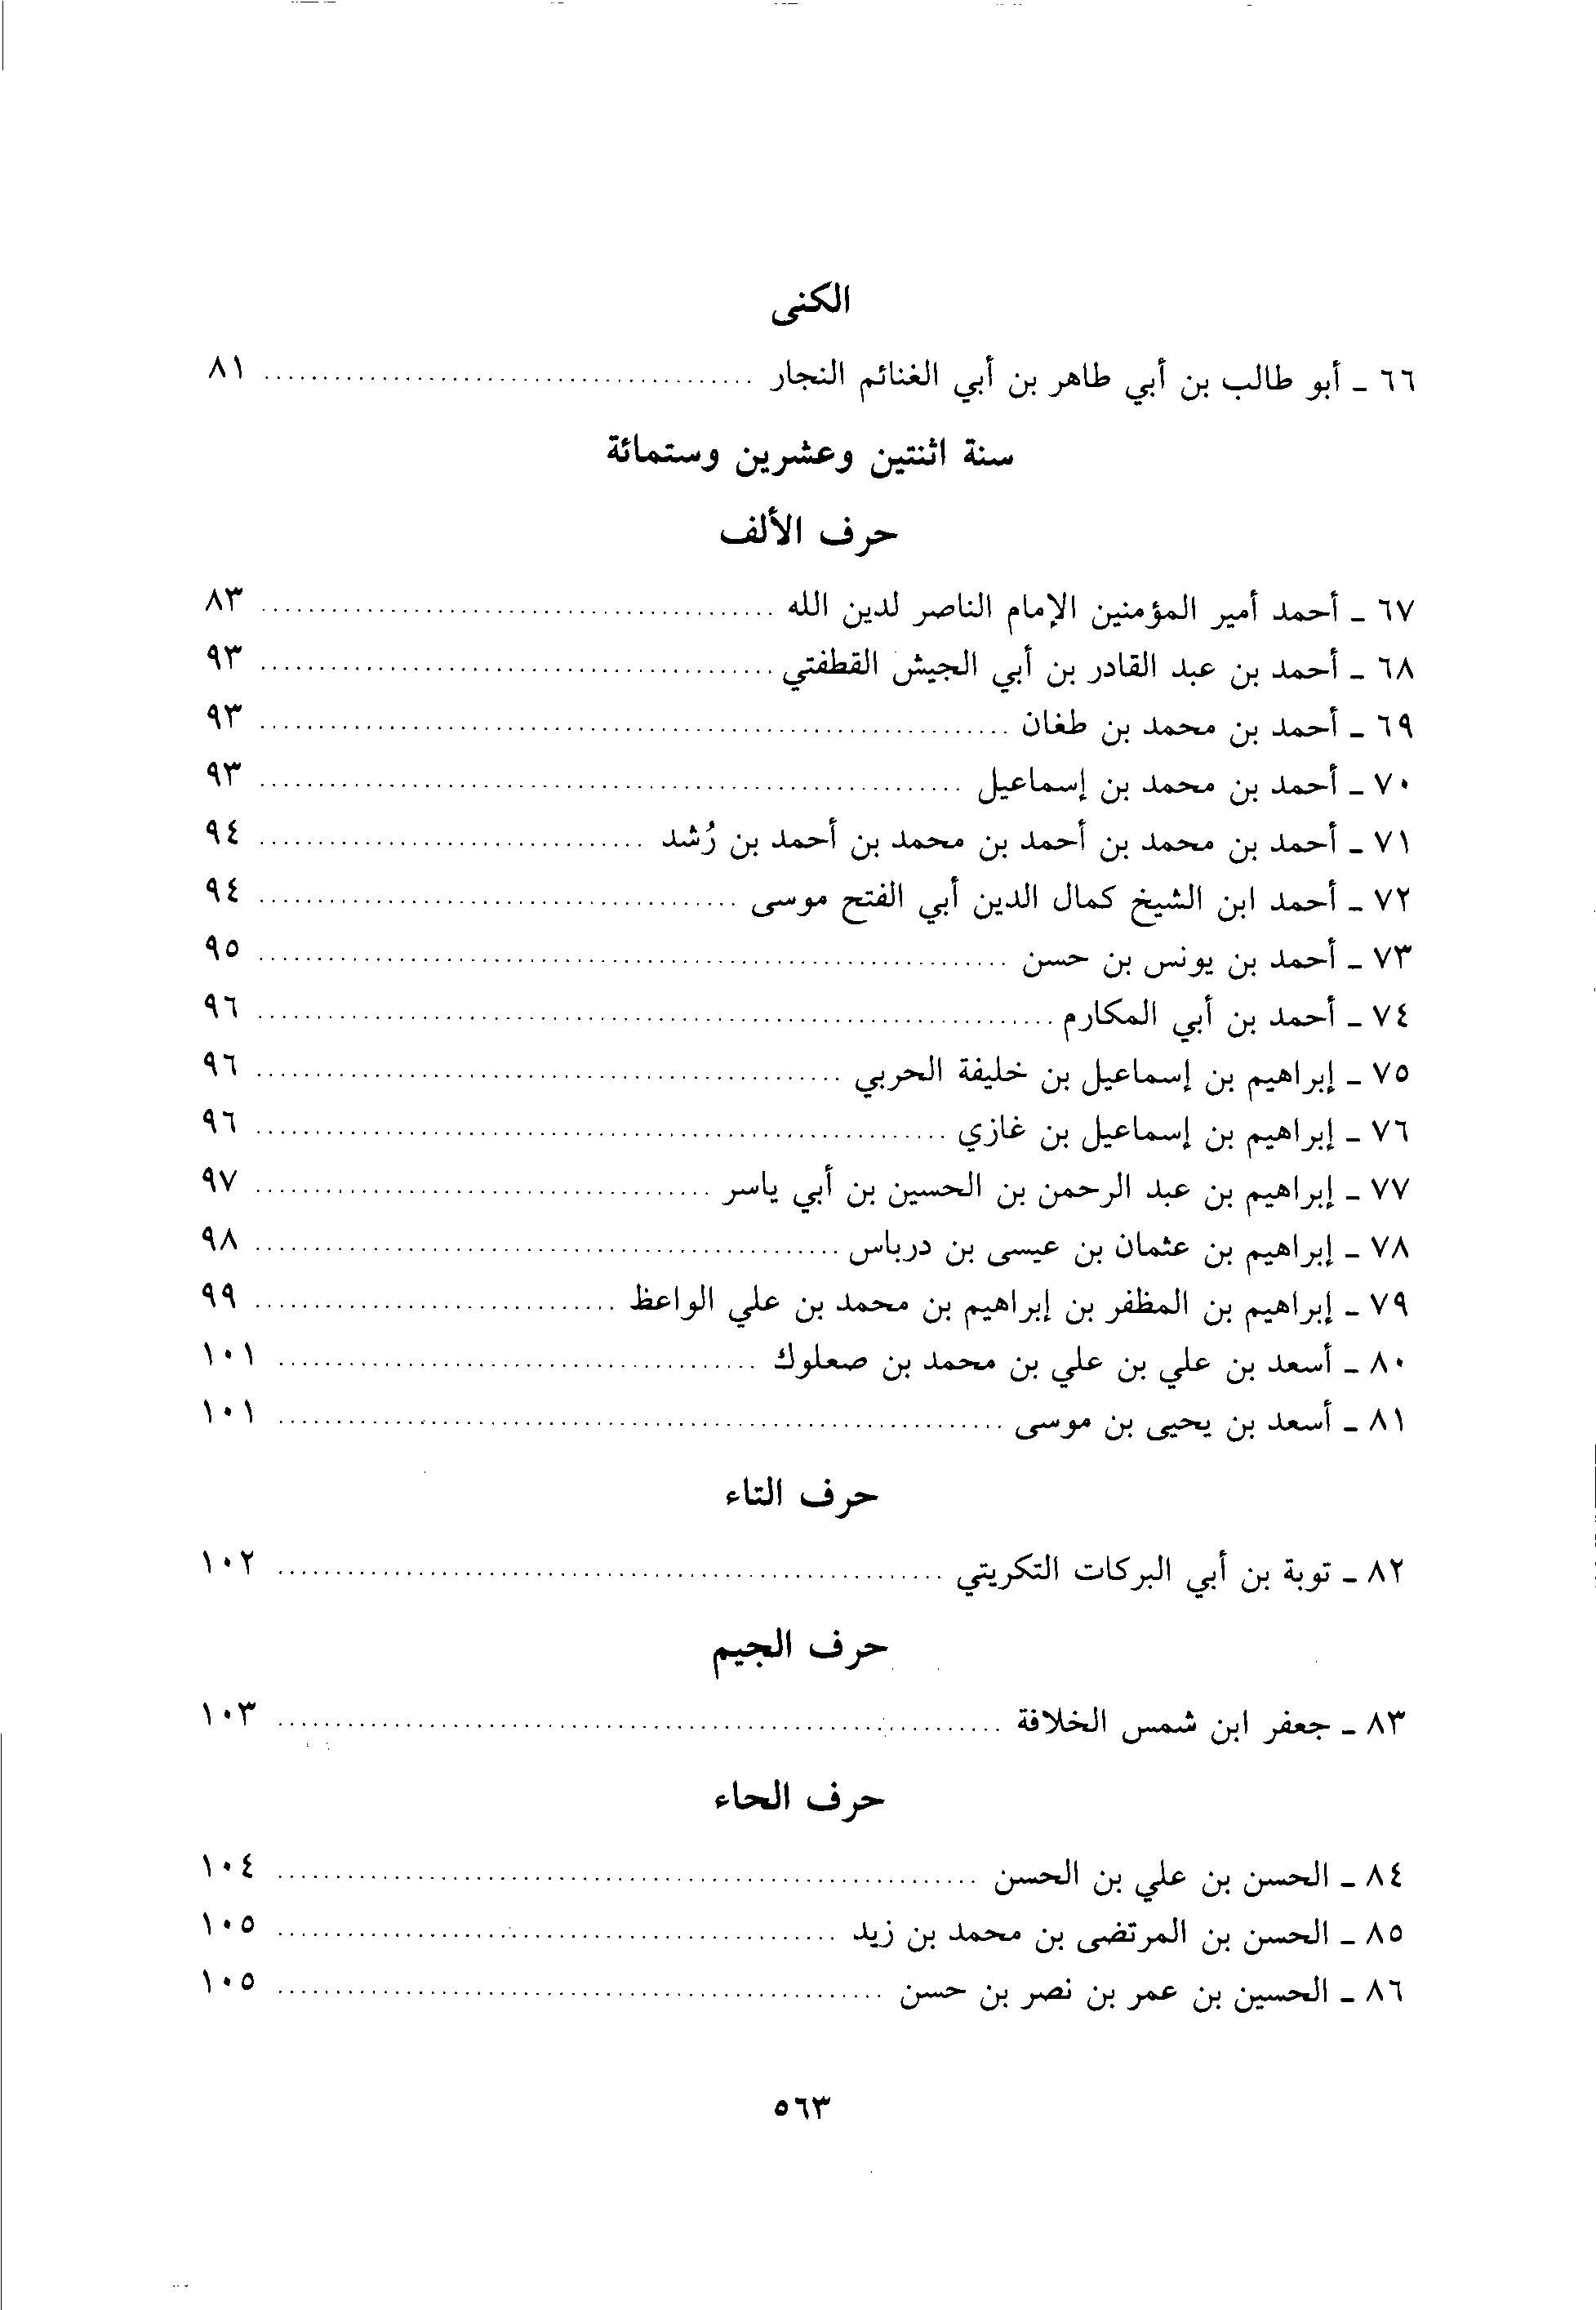 الكنى
٦٦ - أبو طالب بن أبي طاهر بن أبي الغنائم النجار ........ ٨١
سنة اثنتين وعشرين وستمائة
حرف الألف
٦٧ - أحمد أمير المؤمنين الإمام الناصر لدين الله ........ ٨٣
٦٨ - أحمد بن عبد القادر بن أبي الجيش القطفتي ........ ٩٣
٦٩ - أحمد بن محمد بن طغان ........ ٩٣
٧٠ - أحمد بن محمد بن إسماعيل ........ ٩٣
٧١ - أحمد بن محمد بن أحمد بن محمد بن أحمد بن رُشد ........ ٩٤
٧٢ - أحمد ابن الشيخ كمال الدين أبي الفتح موسى ........ ٩٤
٧٣ - أحمد بن يونس بن حسن ........ ٩٥
٧٤ - أحمد بن أبي المكارم ........ ٩٦
٧٥ - إبراهيم بن إسماعيل بن خليفة الحربي ........ ٩٦
٧٦ - إبراهيم بن إسماعيل بن غازي ........ ٩٦
٧٧ - إبراهيم بن عبد الرحمن بن الحسين بن أبي ياسر ........ ٩٧
٧٨ - إبراهيم بن عثمان بن عيسى بن درباس ........ ٩٨
٧٩ - إبراهيم بن المظفر بن إبراهيم بن محمد بن علي الواعظ ........ ٩٩
٨٠ - أسعد بن علي بن علي بن محمد بن صعلوك ........ ١٠١
٨١ - أسعد بن يحيى بن موسى ........ ١٠١
حرف التاء
٨٢ - توبة بن أبي البركات التكريتي ........ ١٠٢
حرف الجيم
٨٣ - جعفر ابن شمس الخلافة ........ ١٠٣
حرف الحاء
٨٤ - الحسن بن علي بن الحسن ........ ١٠٤
٨٥ - الحسن بن المرتضى بن محمد بن زيد ........ ١٠٥
٨٦ - الحسين بن عمر بن نصر بن حسن ........ ١٠٥
٥٦٣